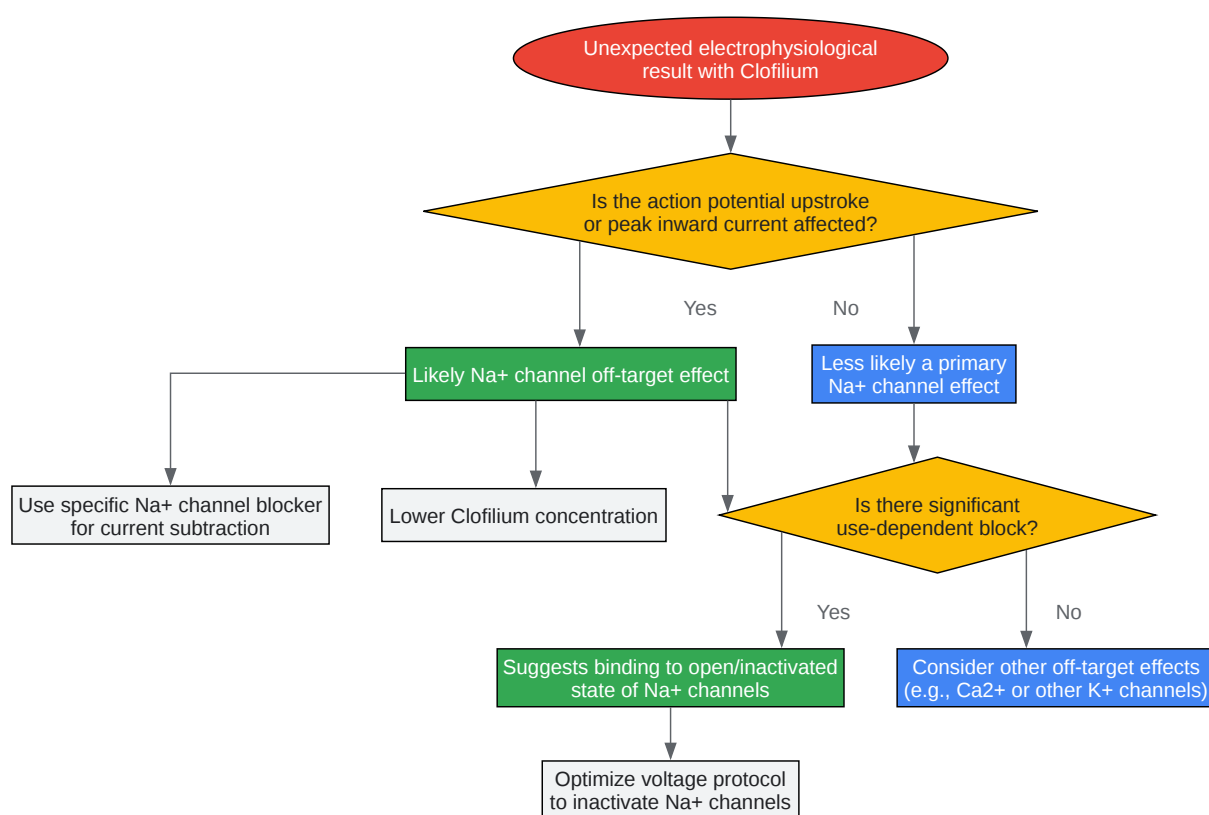 Unexpected electrophysiological
result with Clofilium
Is the action potential upstroke
or peak inward current affected?
Yes
No
Likely Na+ channel off-target effect
Less likely a primary
Na+ channel effect
Use specific Na+ channel blocker
for current subtraction
Lower Clofilium concentration
Is there significant
use-dependent block?
Yes
No
Suggests binding to open/inactivated
state of Na+ channels
Consider other off-target effects
(e.g., Ca2+ or other K+ channels)
Optimize voltage protocol
to inactivate Na+ channels